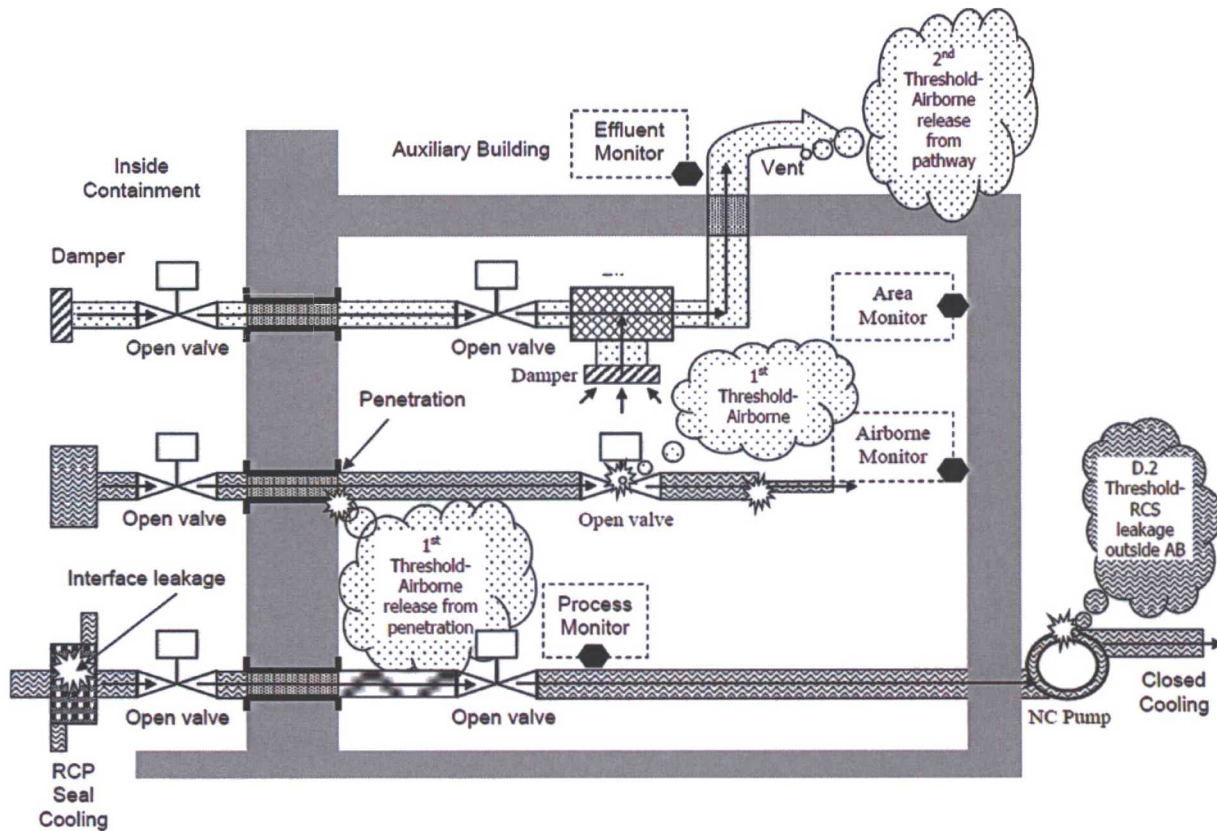 2nd
Threshold-
Airborne
release
from
pathway
Effluent
Monitor
Auxiliary Building
Vent
Inside
Containment
Damper
Open valve
Open valve
Area
Monitor
Damper
1st
Threshold-
Airborne
Penetration
Airborne
Monitor
Open valve
Open valve
D.2
Threshold-
RCS
leakage
outside AB
1st
Threshold-
Airborne
release from
penetration
Interface leakage
Process
Monitor
Open valve
Open valve
NC Pump
Closed
Cooling
RCP
Seal
Cooling